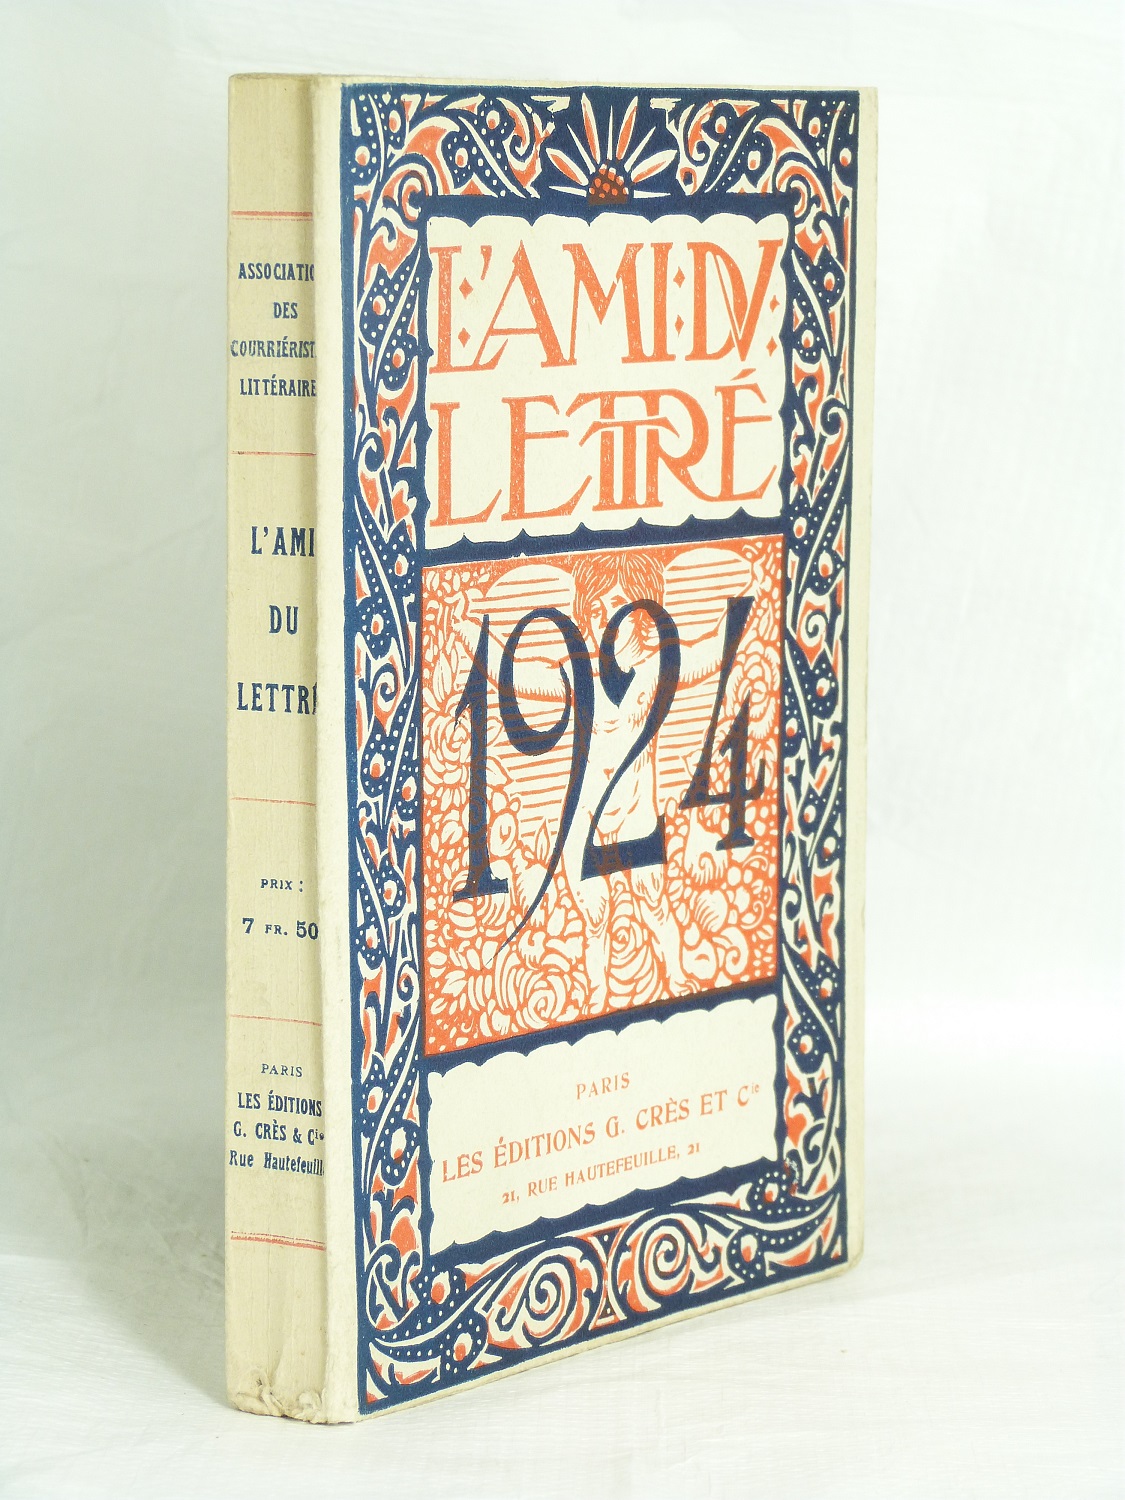 ASSOCIATIO
DES
COURRIÉRIST
LITTÉRAIRE
L'AMI
DU
LETTRÉ
PRIX :
7 FR. 50
PARIS
LES ÉDITIONS
G. CRÈS & Cie
Rue Hautefeuill
L'AMI:DV:
LETTRÉ
1924
PARIS
LES ÉDITIONS G. CRÈS ET Cie
21, RUE HAUTEFEUILLE, 21